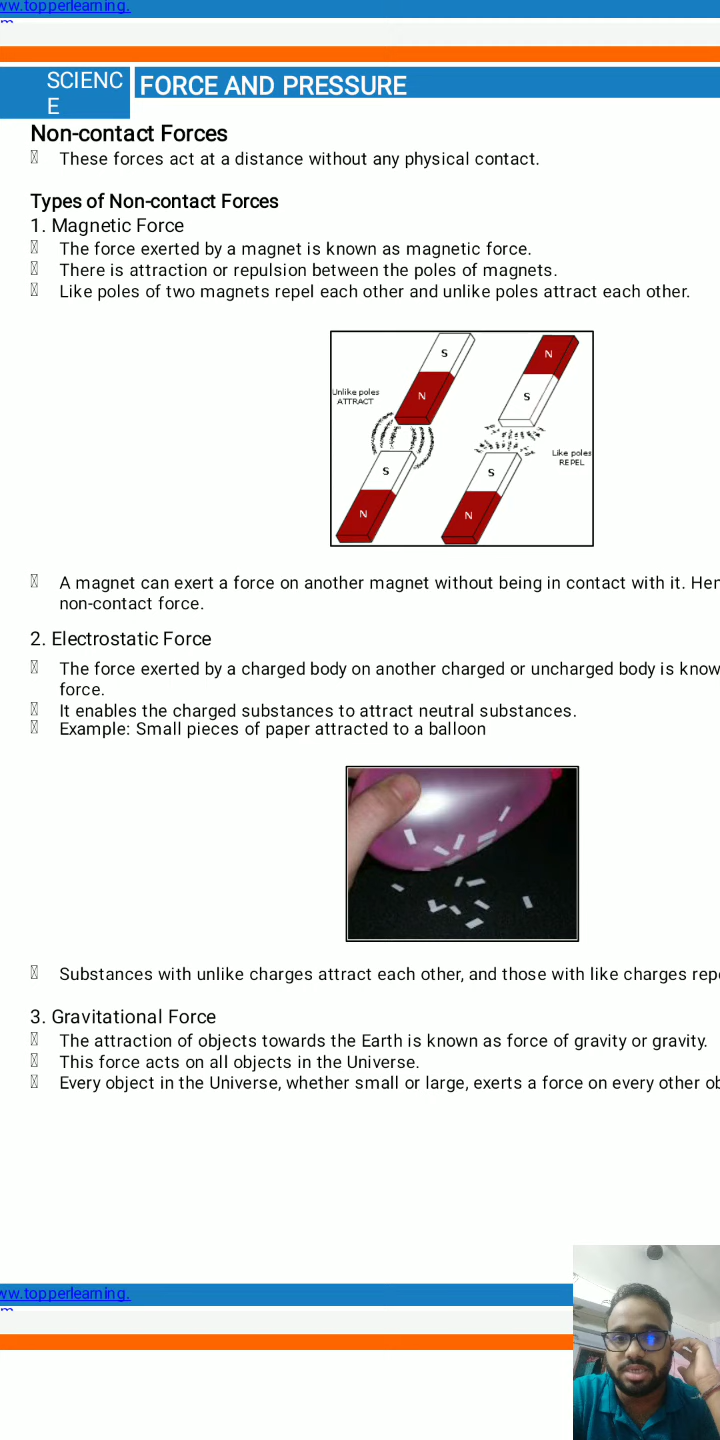 ww.topperlearning.
m
SCIENC
E
FORCE AND PRESSURE
Non-contact Forces
These forces act at a distance without any physical contact.
Types of Non-contact Forces
1. Magnetic Force
The force exerted by a magnet is known as magnetic force.
There is attraction or repulsion between the poles of magnets.
Like poles of two magnets repel each other and unlike poles attract each other.
S
N
Unlike poles
ATTRACT
S
N
N
S
Like poles
REPEL
S
N
A magnet can exert a force on another magnet without being in contact with it. Hen
non-contact force.
2. Electrostatic Force
The force exerted by a charged body on another charged or uncharged body is know
force.
It enables the charged substances to attract neutral substances.
Example: Small pieces of paper attracted to a balloon
Substances with unlike charges attract each other, and those with like charges repe
3. Gravitational Force
The attraction of objects towards the Earth is known as force of gravity or gravity.
This force acts on all objects in the Universe.
Every object in the Universe, whether small or large, exerts a force on every other ob
ww.topperlearning.
m